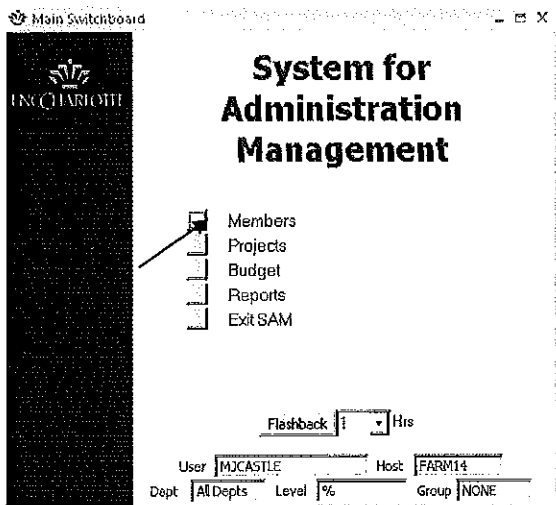 Main Switchboard
UNC CHARLOTTE
System for
Administration
Management
Members
Projects
Budget
Reports
Exit SAM
Flashback 1 Hrs
User MJCASTLE Host FARM14
Dept All Depts Level % Group NONE